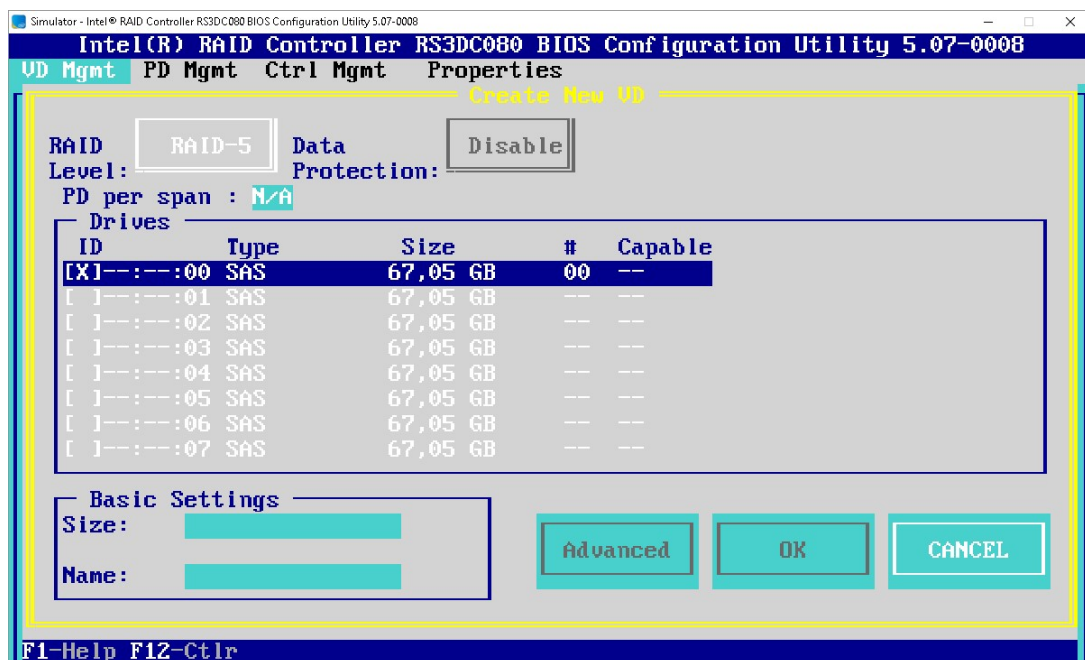 Simulator - Intel® RAID Controller RS3DC080 BIOS Configuration Utility 5.07-0008
Intel(R) RAID Controller RS3DC080 BIOS Configuration Utility 5.07-0008
VD Mgmt PD Mgmt Ctrl Mgmt Properties
Create New VD
RAID Level: RAID-5 Data Protection: Disable
PD per span : N/A
Drives
ID Type Size # Capable
[X]--:--:00 SAS 67,05 GB 00 --
[ ]--:--:01 SAS 67,05 GB -- --
[ ]--:--:02 SAS 67,05 GB -- --
[ ]--:--:03 SAS 67,05 GB -- --
[ ]--:--:04 SAS 67,05 GB -- --
[ ]--:--:05 SAS 67,05 GB -- --
[ ]--:--:06 SAS 67,05 GB -- --
[ ]--:--:07 SAS 67,05 GB -- --
Basic Settings
Size:
Name:
Advanced OK CANCEL
F1-Help F12-Ctlr